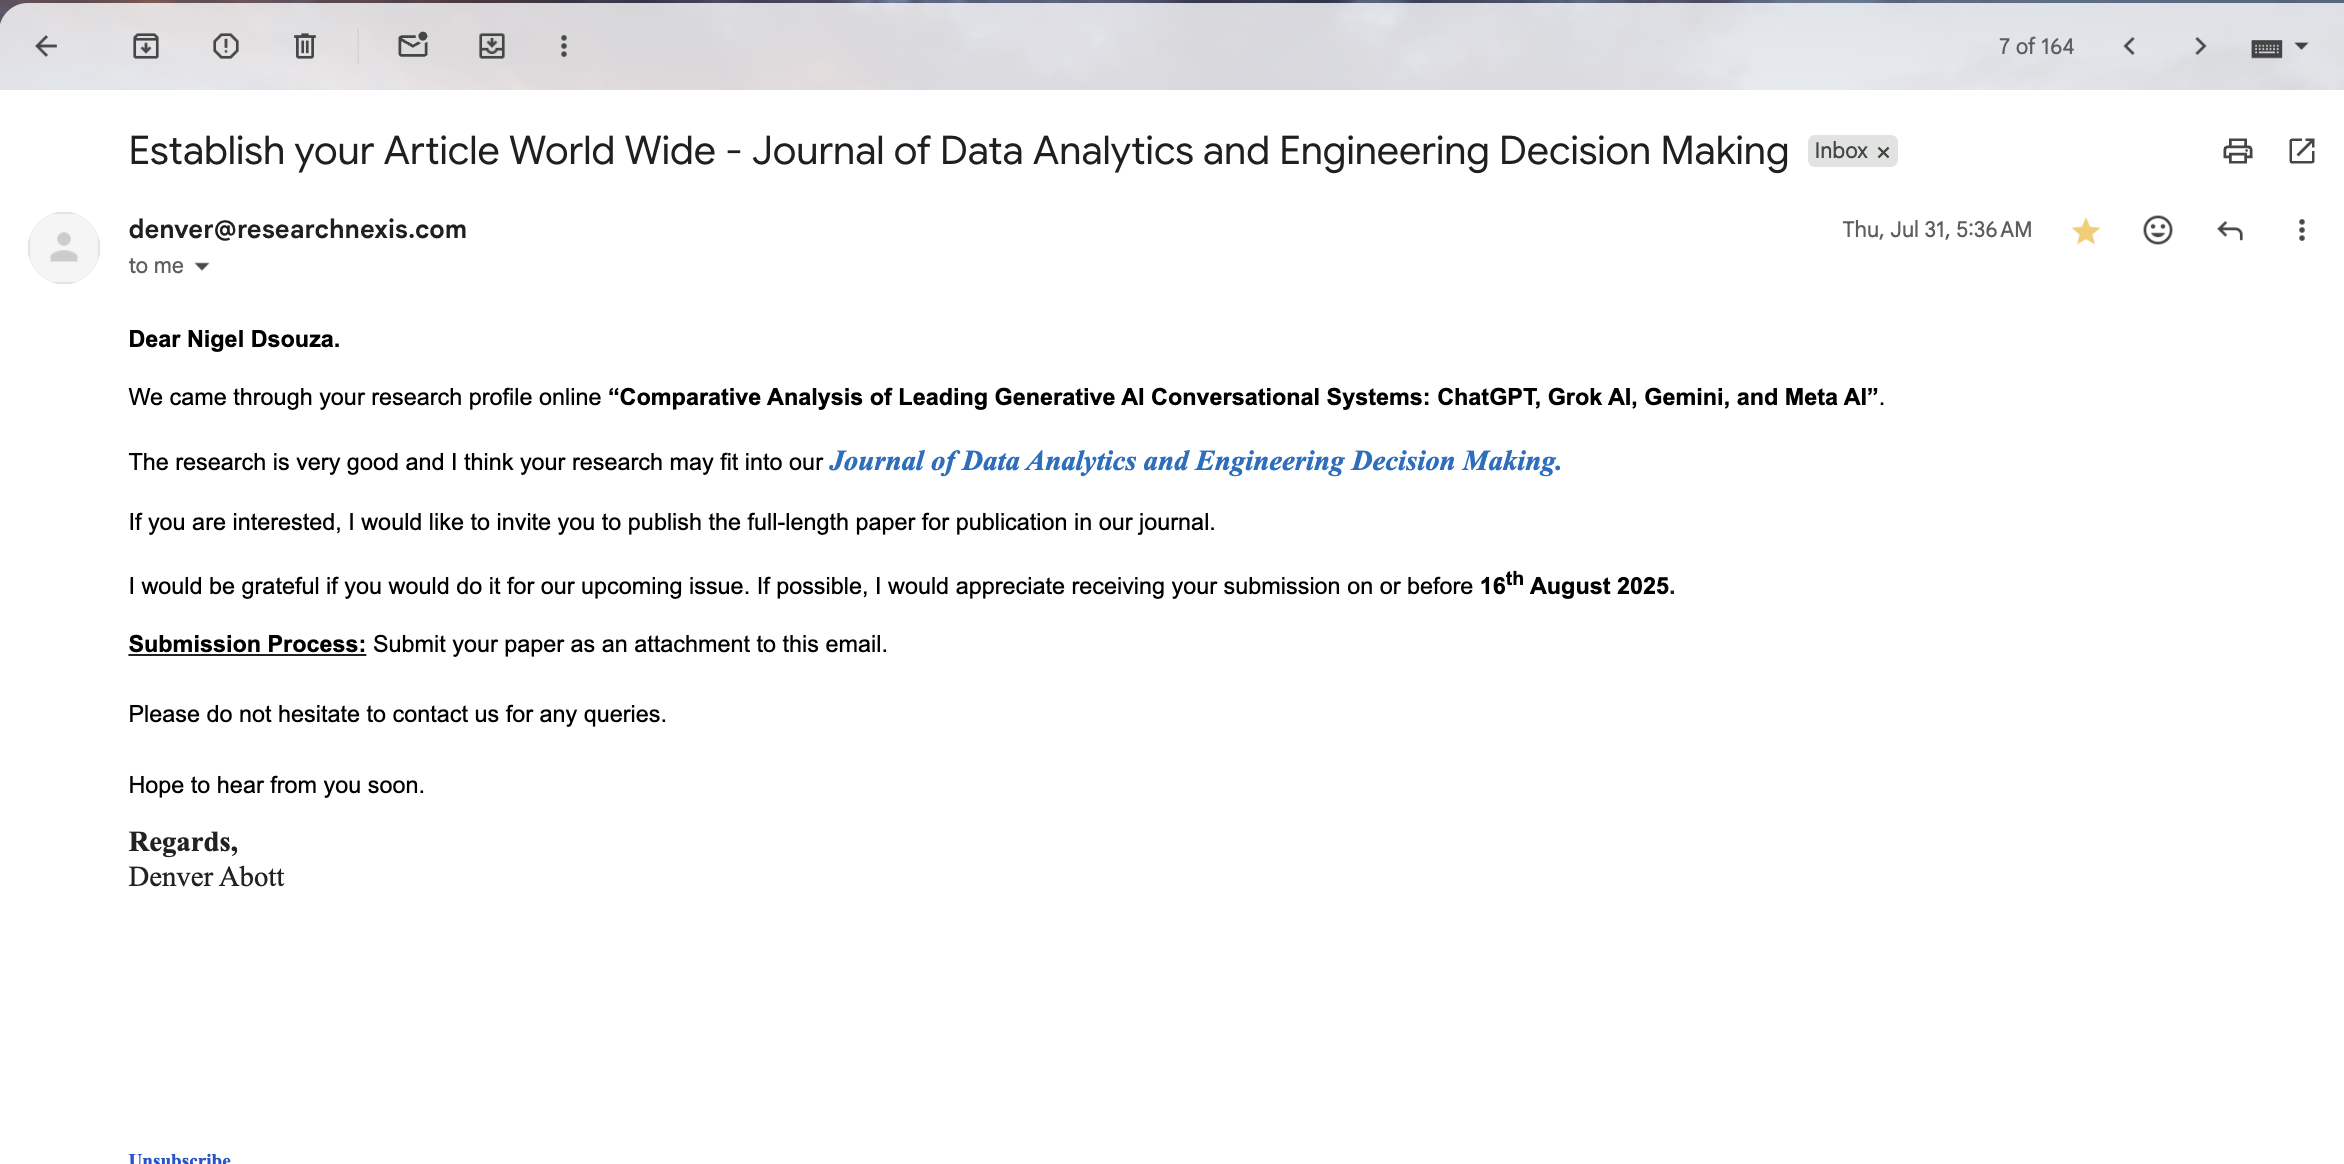 7 of 164
Establish your Article World Wide - Journal of Data Analytics and Engineering Decision Making Inbox ×
denver@researchnexis.com Thu, Jul 31, 5:36 AM
to me
Dear Nigel Dsouza.
We came through your research profile online “Comparative Analysis of Leading Generative AI Conversational Systems: ChatGPT, Grok AI, Gemini, and Meta AI”.
The research is very good and I think your research may fit into our Journal of Data Analytics and Engineering Decision Making.
If you are interested, I would like to invite you to publish the full-length paper for publication in our journal.
I would be grateful if you would do it for our upcoming issue. If possible, I would appreciate receiving your submission on or before 16th August 2025.
Submission Process: Submit your paper as an attachment to this email.
Please do not hesitate to contact us for any queries.
Hope to hear from you soon.
Regards,
Denver Abott
Unsubscribe